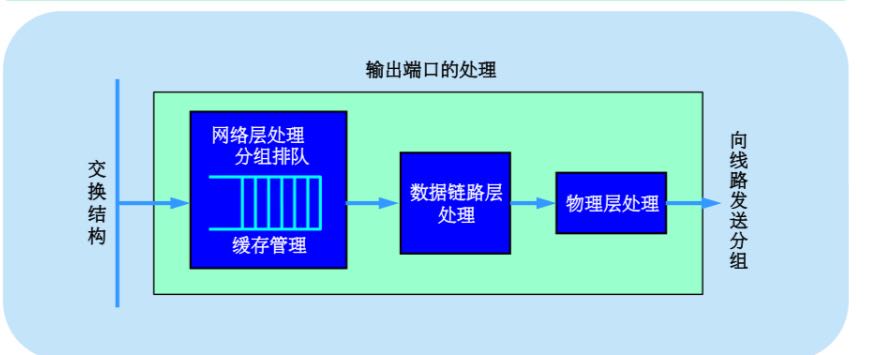 输出端口的处理
交换结构
网络层处理
分组排队
缓存管理
数据链路层
处理
物理层处理
向线路发送分组